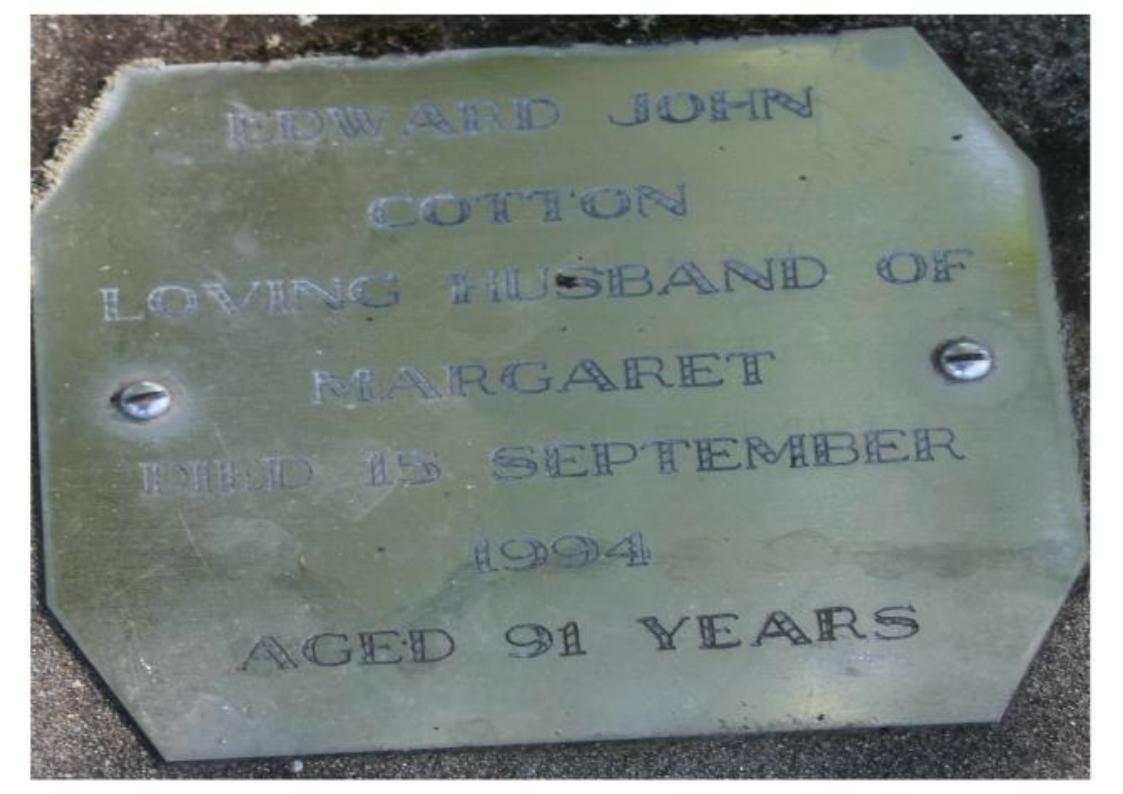 EDWARD JOHN
COTTON
LOVING HUSBAND OF
MARGARET
DIED 15 SEPTEMBER
1994
AGED 91 YEARS